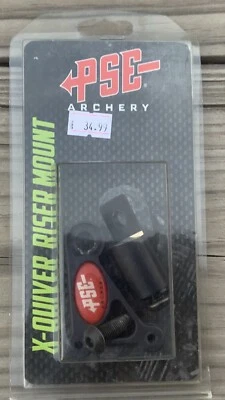 PSE
ARCHERY
34.99
X-QUIVER RISER MOUNT
PSE